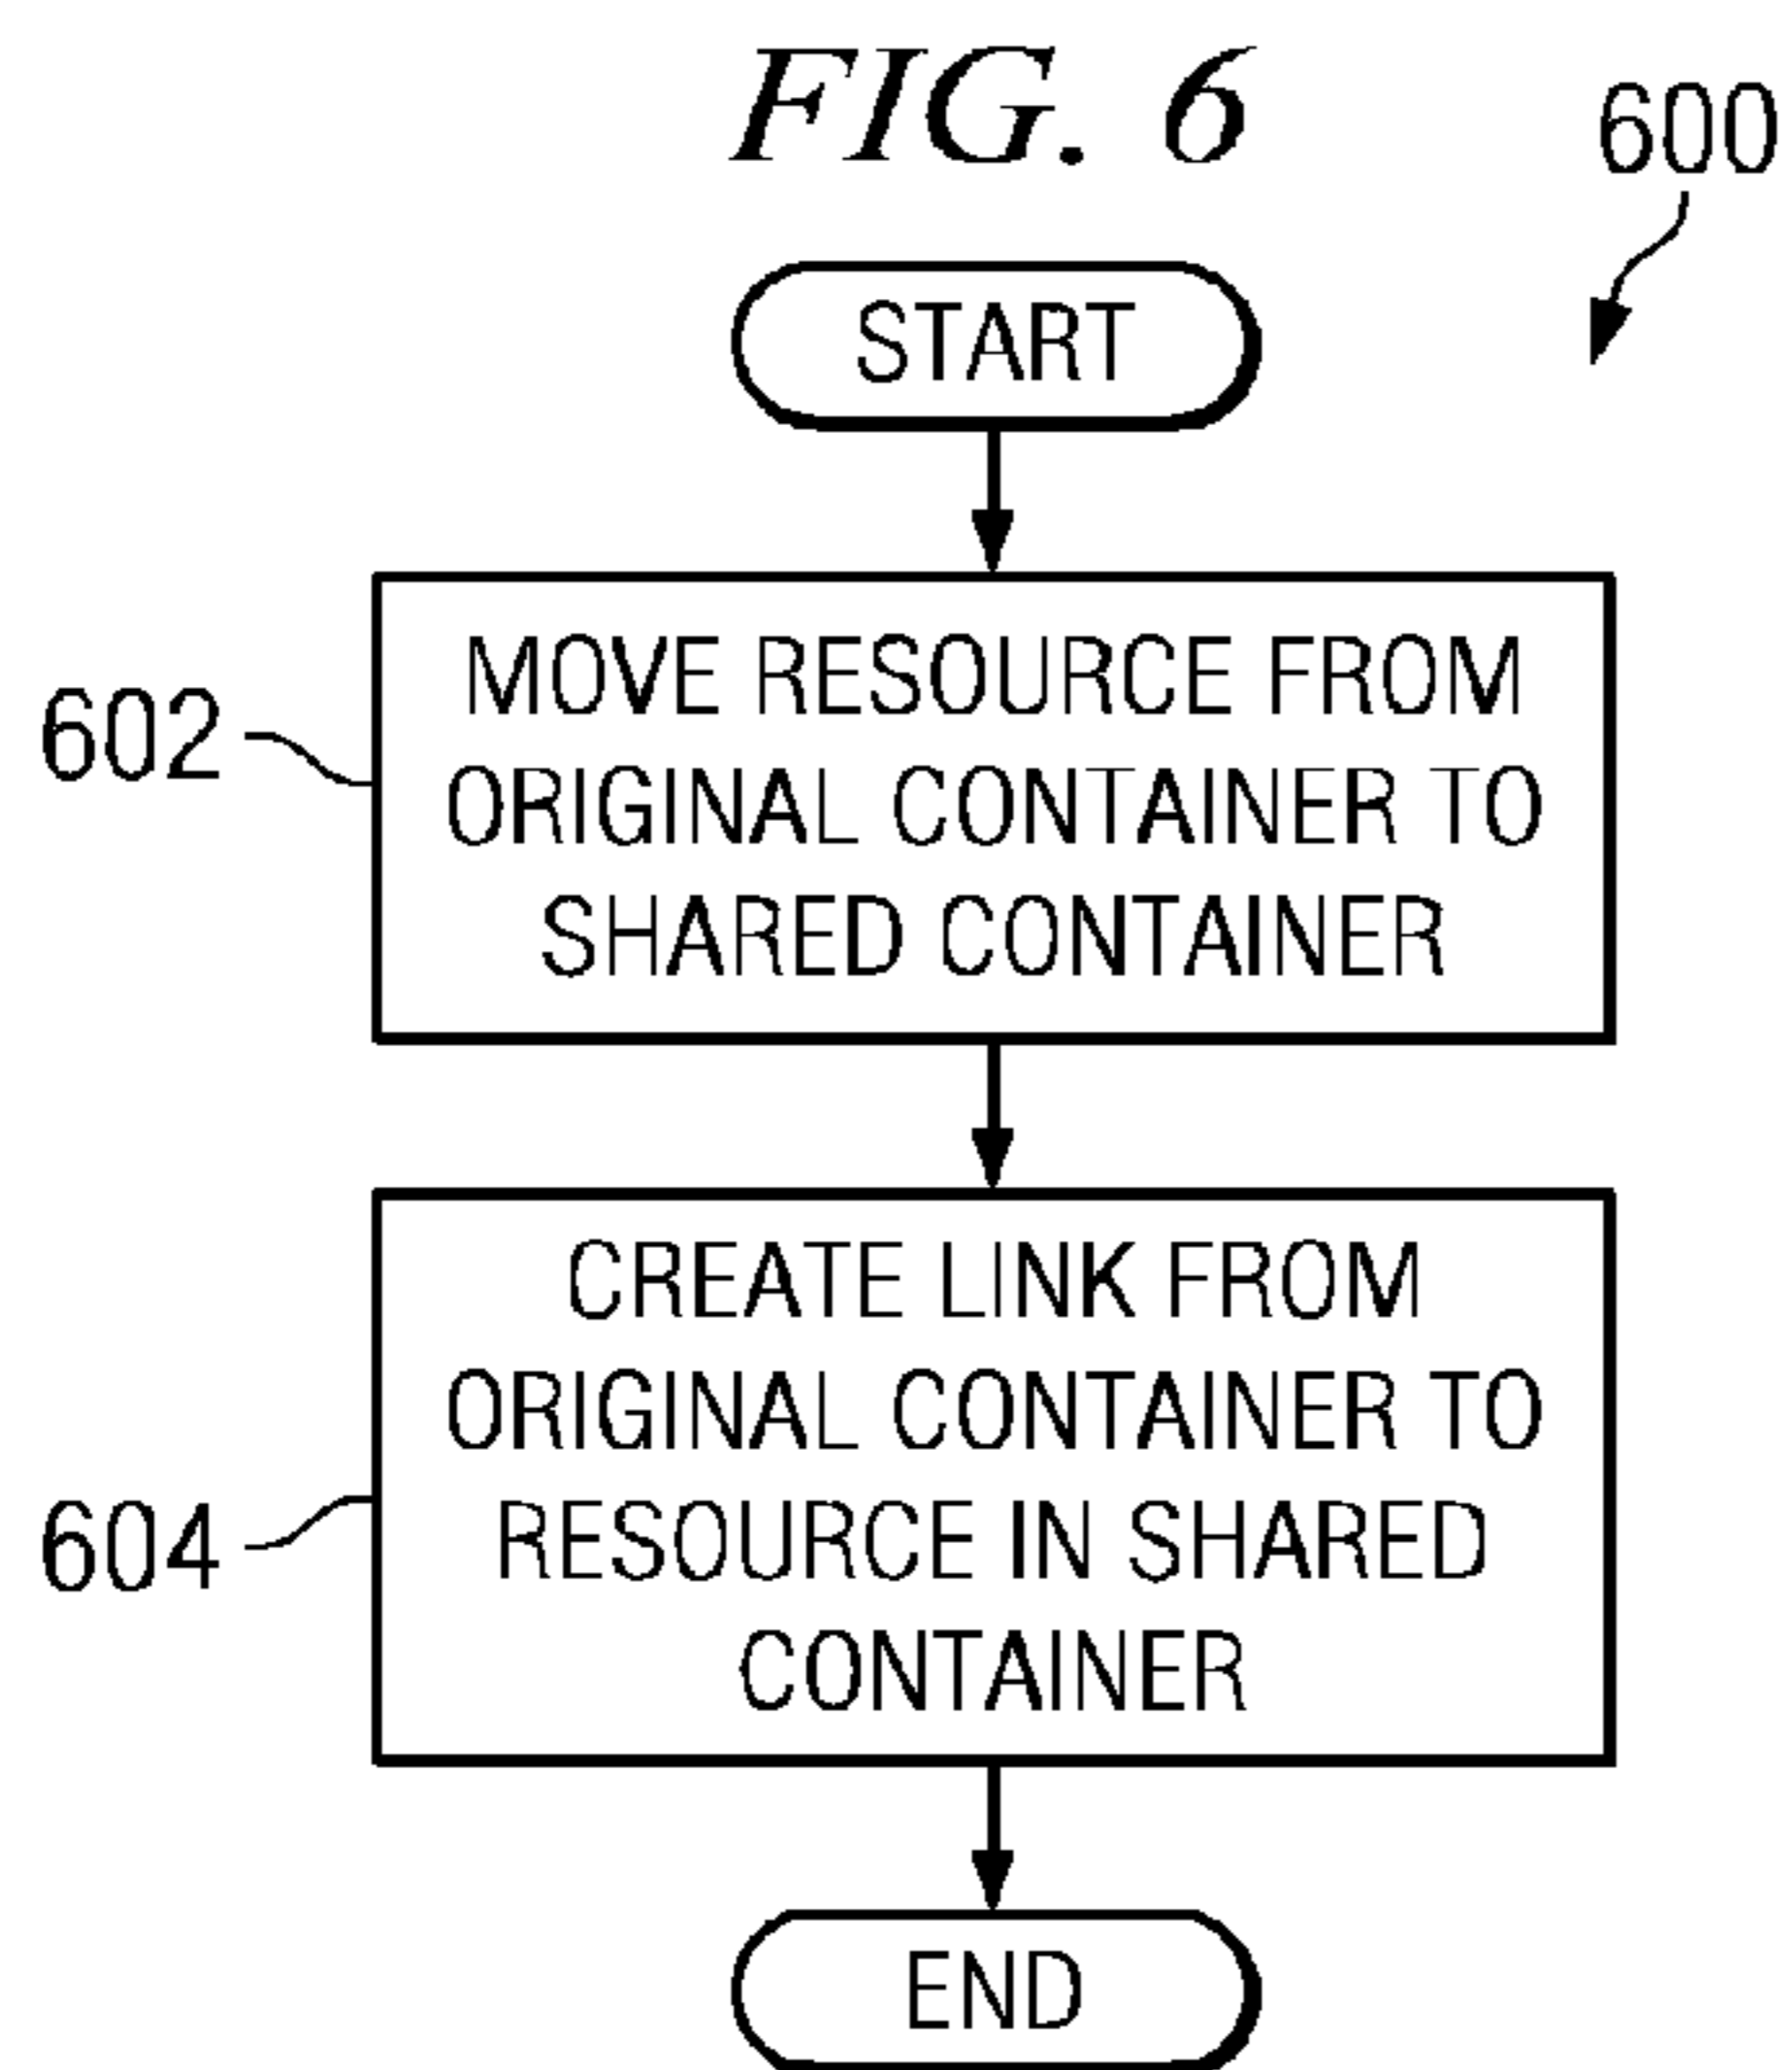 FIG. 6
600
START
602
MOVE RESOURCE FROM
ORIGINAL CONTAINER TO
SHARED CONTAINER
604
CREATE LINK FROM
ORIGINAL CONTAINER TO
RESOURCE IN SHARED
CONTAINER
END